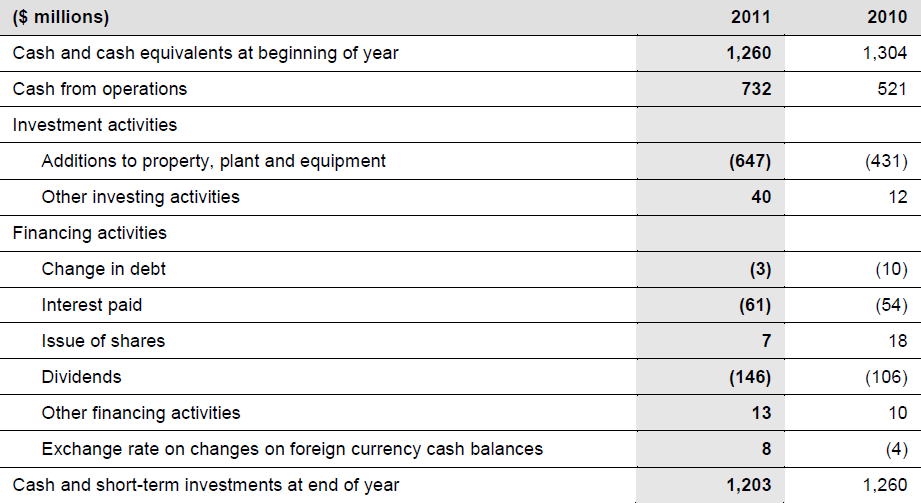 ($ millions) 2011 2010
Cash and cash equivalents at beginning of year 1,260 1,304
Cash from operations 732 521
Investment activities
Additions to property, plant and equipment (647) (431)
Other investing activities 40 12
Financing activities
Change in debt (3) (10)
Interest paid (61) (54)
Issue of shares 7 18
Dividends (146) (106)
Other financing activities 13 10
Exchange rate on changes on foreign currency cash balances 8 (4)
Cash and short-term investments at end of year 1,203 1,260